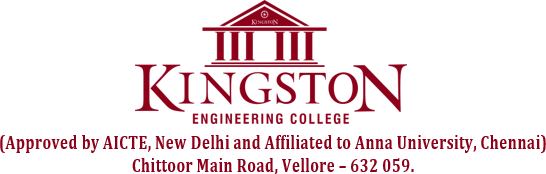 KINGSTON
KINGSTON
ENGINEERING COLLEGE
(Approved by AICTE, New Delhi and Affiliated to Anna University, Chennai)
Chittoor Main Road, Vellore – 632 059.